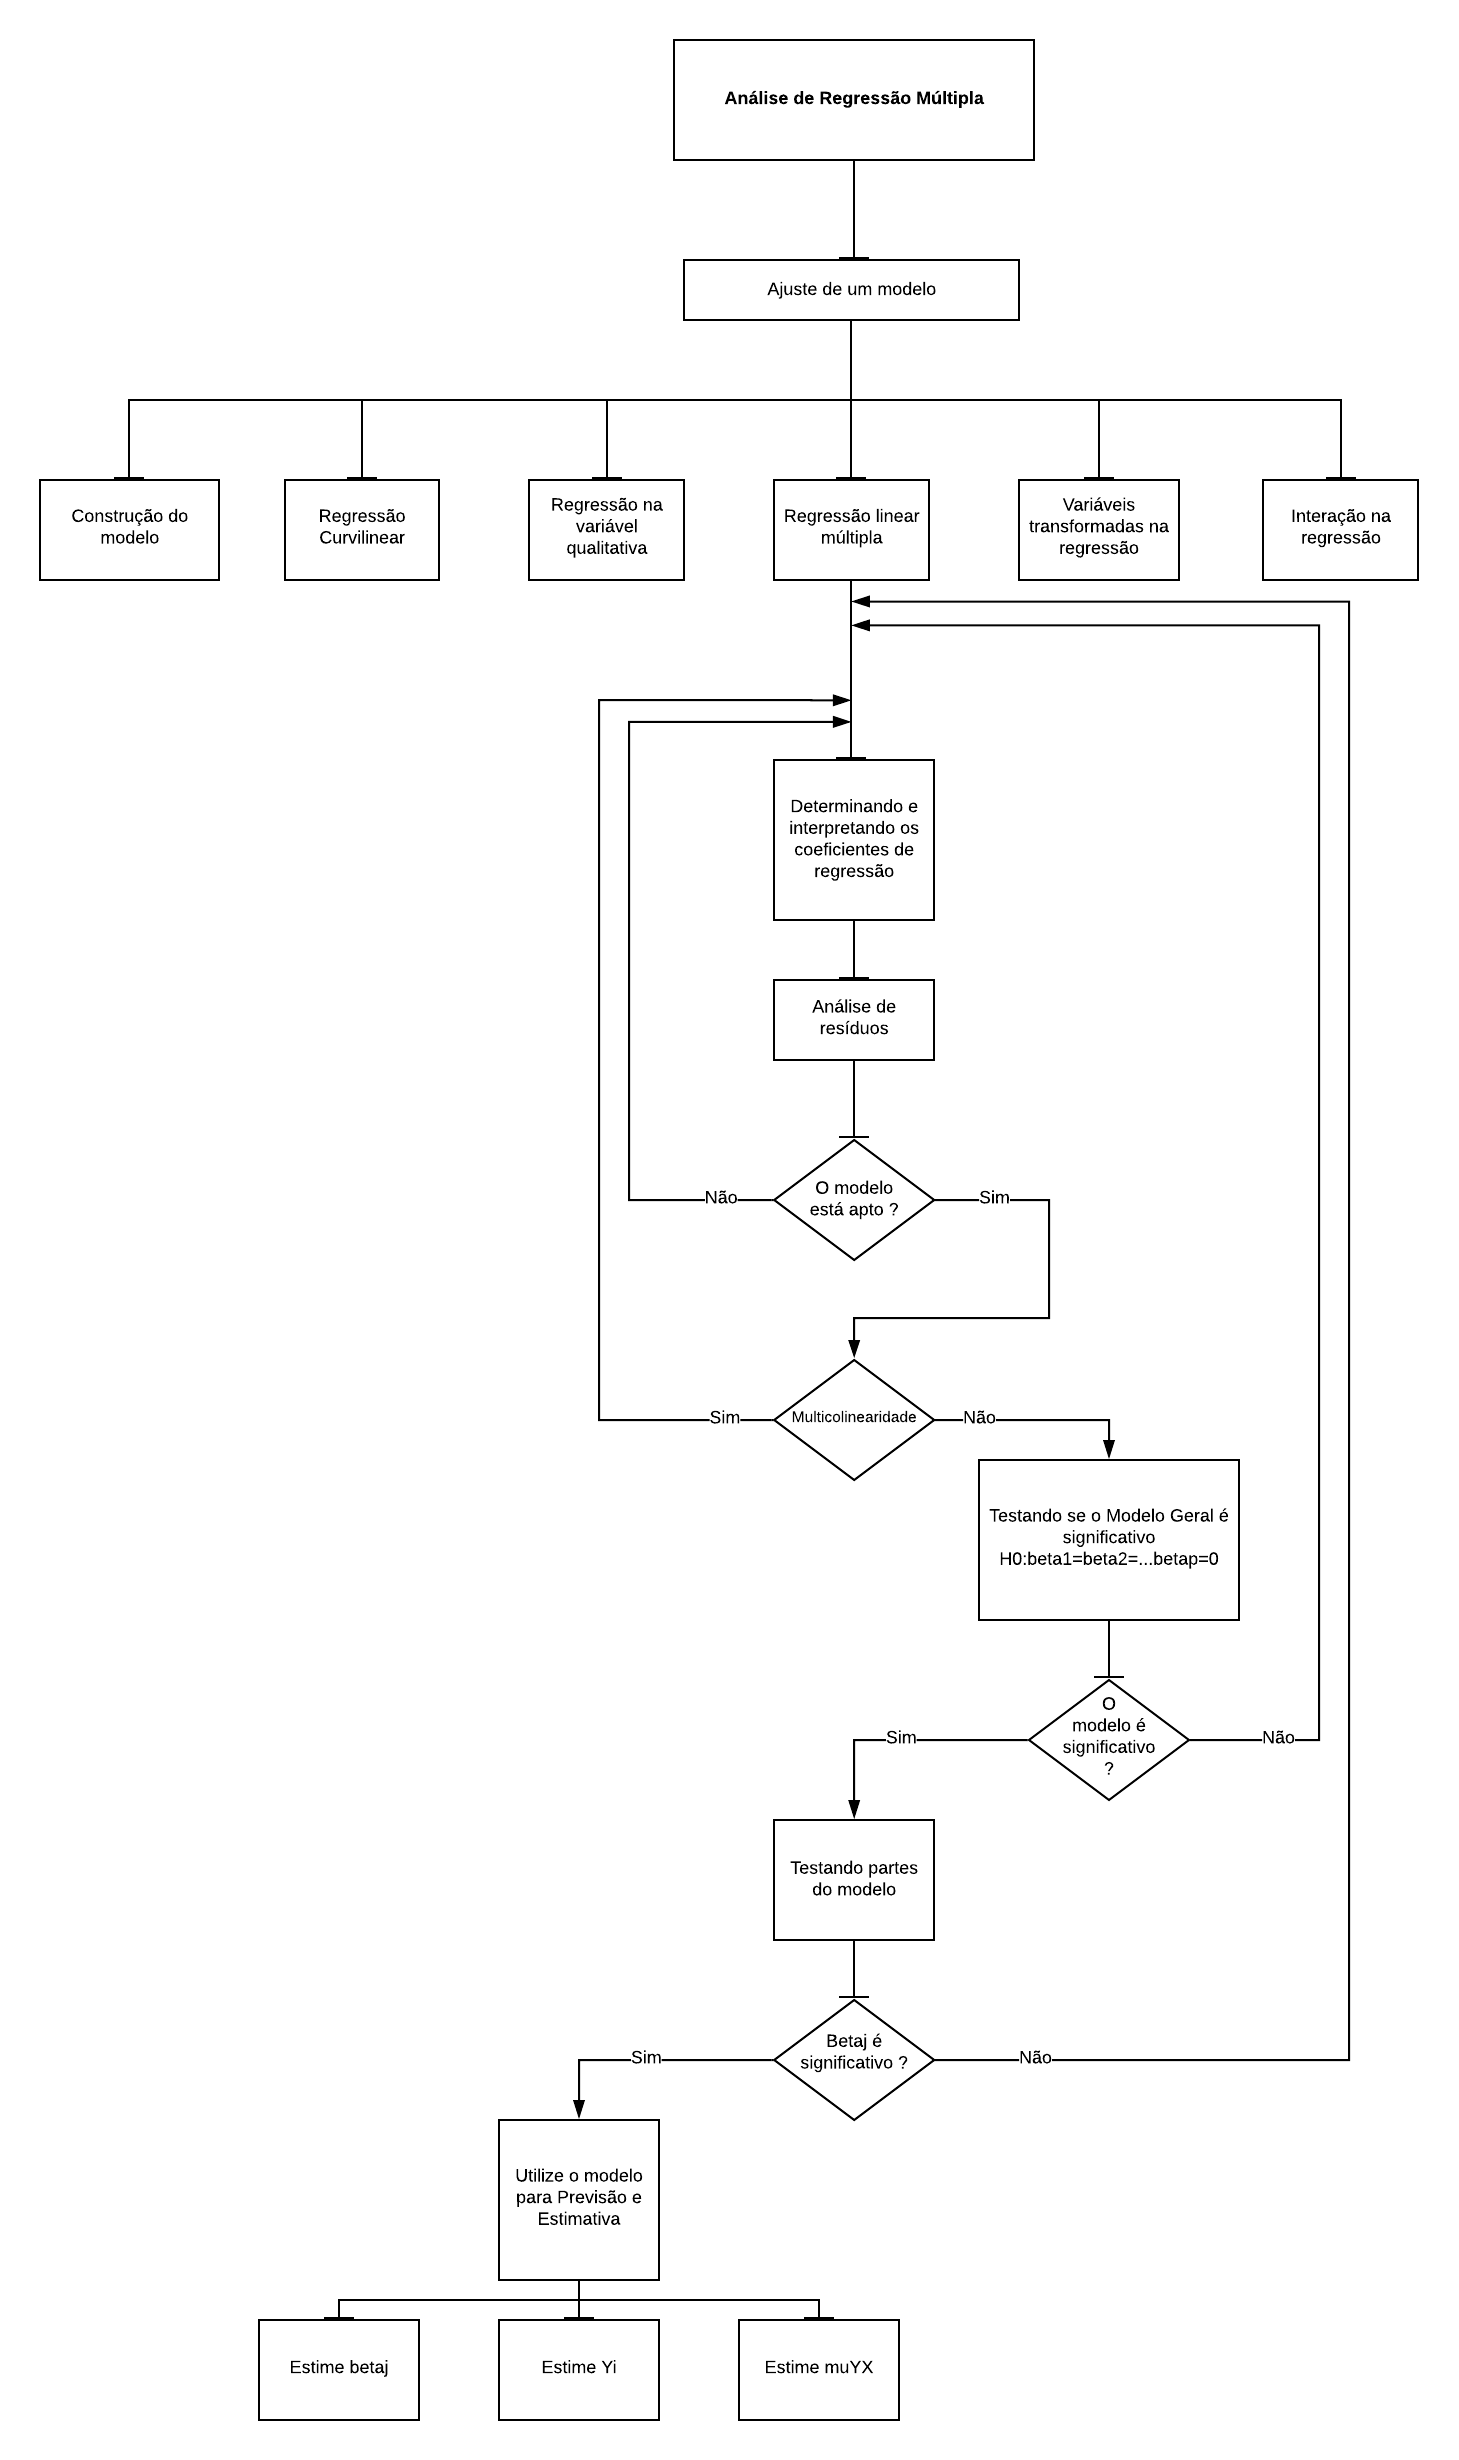 Análise de Regressão Múltipla
Ajuste de um modelo
Construção do
modelo
Regressão
Curvilinear
Regressão na
variável
qualitativa
Regressão linear
múltipla
Variáveis
transformadas na
regressão
Interação na
regressão
Determinando e
interpretando os
coeficientes de
regressão
Análise de
resíduos
O modelo
está apto ?
Não
Sim
Multicolinearidade
Sim
Não
Testando se o Modelo Geral é
significativo
H0:beta1=beta2=...betap=0
O
modelo é
significativo
?
Sim
Não
Testando partes
do modelo
Betaj é
significativo ?
Sim
Não
Utilize o modelo
para Previsão e
Estimativa
Estime betaj
Estime Yi
Estime muYX